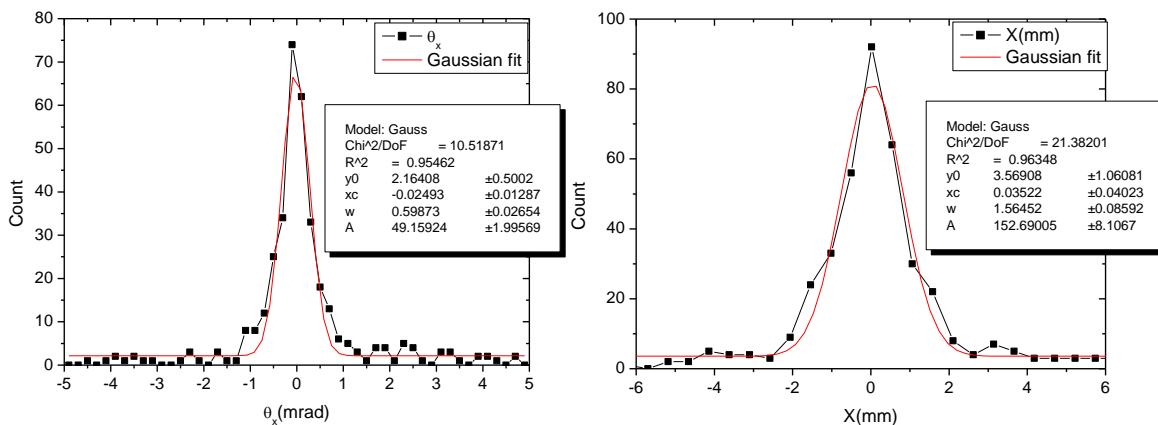 80
70
60
50
40
30
20
10
0
Count
-5 -4 -3 -2 -1 0 1 2 3 4 5
θx(mrad)
θx
Gaussian fit
Model: Gauss
Chi^2/DoF = 10.51871
R^2 = 0.95462
y0 2.16408 ±0.5002
xc -0.02493 ±0.01287
w 0.59873 ±0.02654
A 49.15924 ±1.99569
100
80
60
40
20
0
Count
-6 -4 -2 0 2 4 6
X(mm)
X(mm)
Gaussian fit
Model: Gauss
Chi^2/DoF = 21.38201
R^2 = 0.96348
y0 3.56908 ±1.06081
xc 0.03522 ±0.04023
w 1.56452 ±0.08592
A 152.69005 ±8.1067